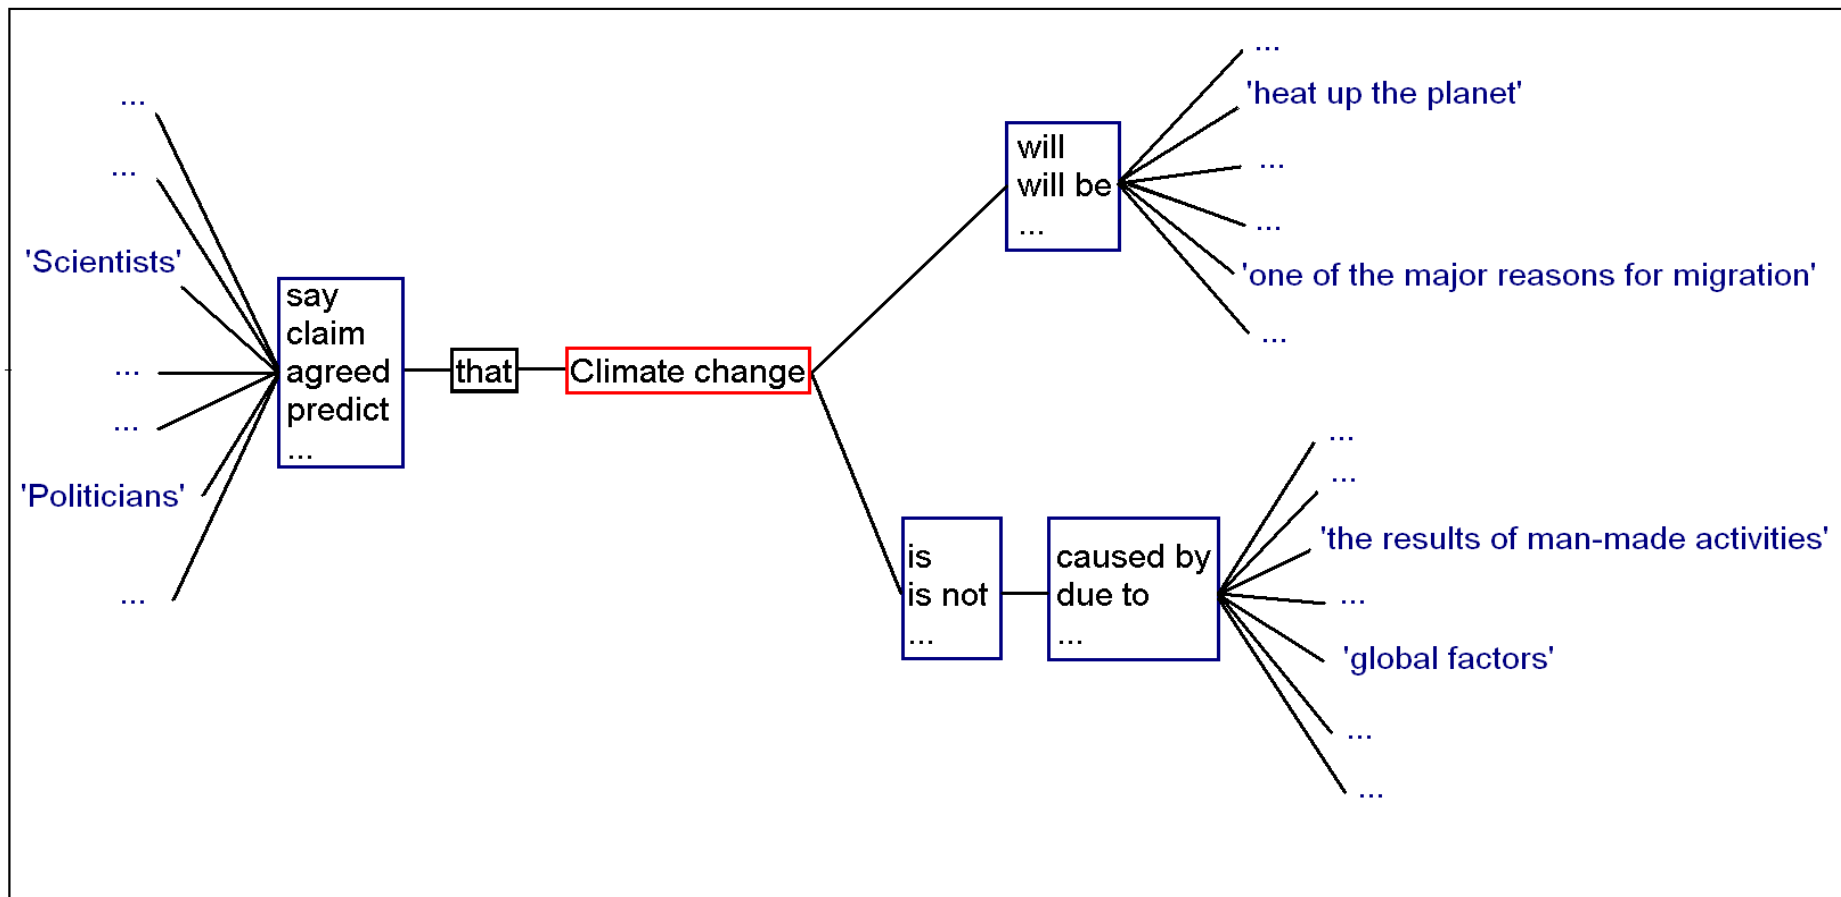 ...
...
'Scientists'
...
...
'Politicians'
...
say
claim
agreed
predict
...
that
Climate change
will
will be
...
...
'heat up the planet'
...
...
'one of the major reasons for migration'
...
is
is not
...
caused by
due to
...
...
...
'the results of man-made activities'
...
'global factors'
...
...